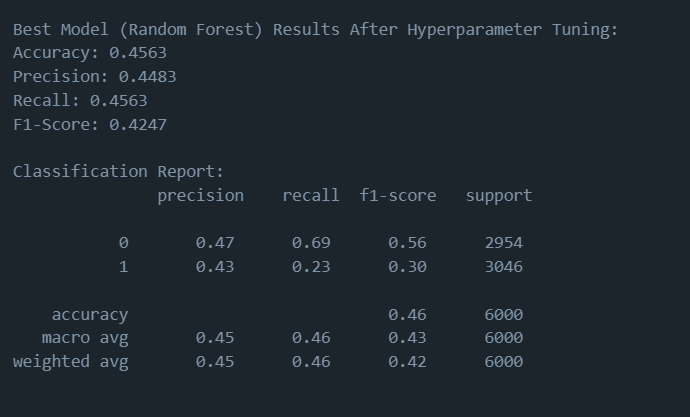 Best Model (Random Forest) Results After Hyperparameter Tuning:
Accuracy: 0.4563
Precision: 0.4483
Recall: 0.4563
F1-Score: 0.4247
Classification Report:
precision recall f1-score support
0 0.47 0.69 0.56 2954
1 0.43 0.23 0.30 3046
accuracy 0.46 6000
macro avg 0.45 0.46 0.43 6000
weighted avg 0.45 0.46 0.42 6000